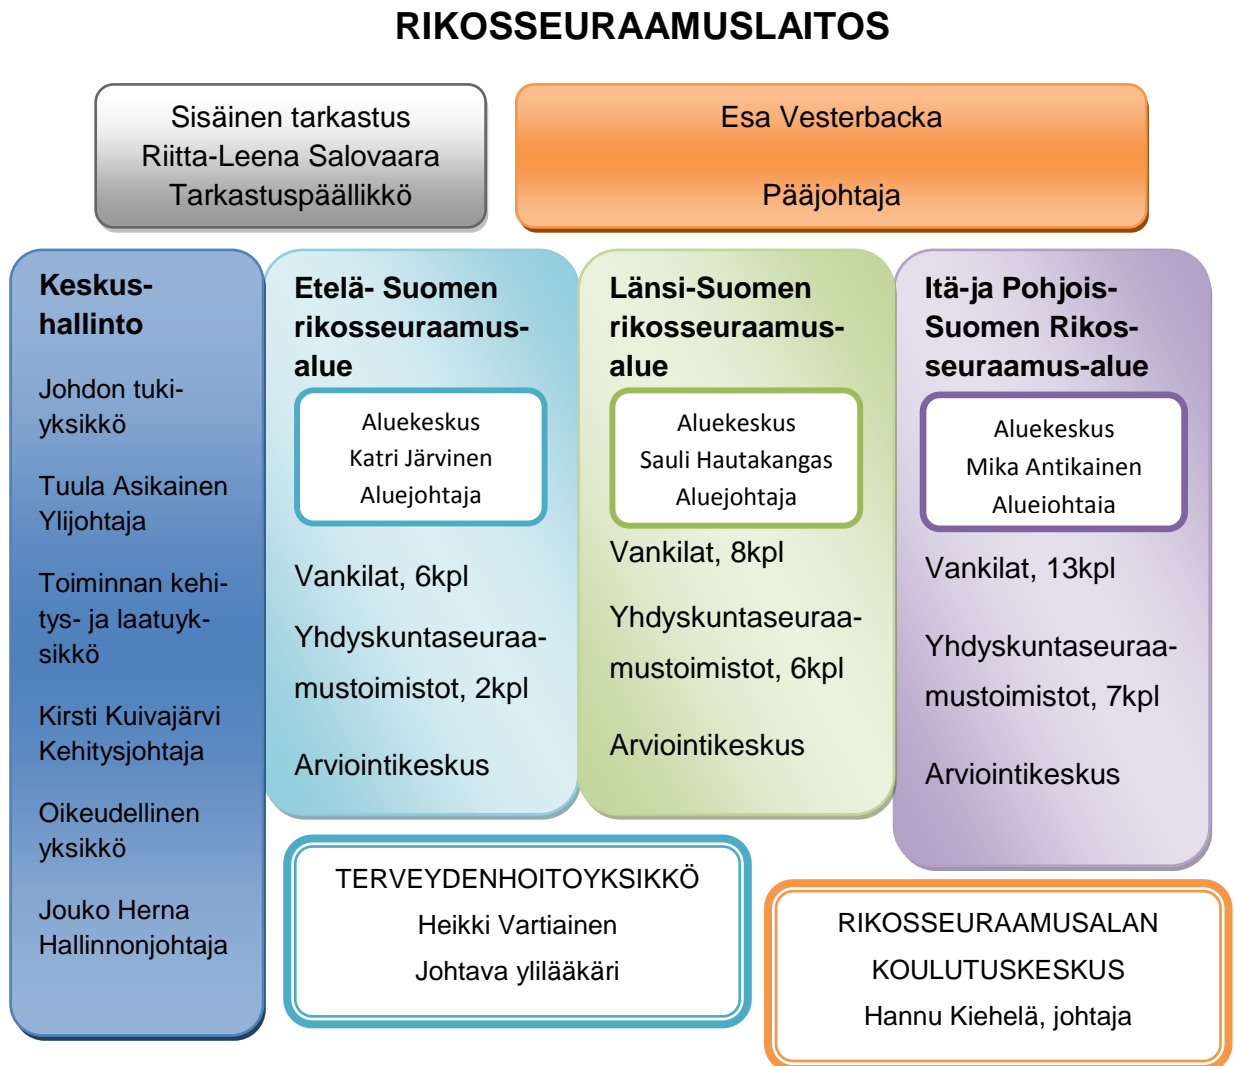 RIKOSSEURAAMUSLAITOS
Sisäinen tarkastus
Riitta-Leena Salovaara
Tarkastuspäällikkö
Esa Vesterbacka
Pääjohtaja
Keskus-
hallinto
Johdon tuki-
yksikkö
Tuula Asikainen
Ylijohtaja
Toiminnan kehi-
tys- ja laatuyk-
sikkö
Kirsti Kuivajärvi
Kehitysjohtaja
Oikeudellinen
yksikkö
Jouko Herna
Hallinnonjohtaja
Etelä- Suomen
rikosseuraamus-
alue
Aluekeskus
Katri Järvinen
Aluejohtaja
Vankilat, 6kpl
Yhdyskuntaseuraa-
mustoimistot, 2kpl
Arviointikeskus
Länsi-Suomen
rikosseuraamus-
alue
Aluekeskus
Sauli Hautakangas
Aluejohtaja
Vankilat, 8kpl
Yhdyskuntaseuraa-
mustoimistot, 6kpl
Arviointikeskus
Itä-ja Pohjois-
Suomen Rikos-
seuraamus-alue
Aluekeskus
Mika Antikainen
Aluejohtaja
Vankilat, 13kpl
Yhdyskuntaseuraa-
mustoimistot, 7kpl
Arviointikeskus
TERVEYDENHOITOYKSIKKÖ
Heikki Vartiainen
Johtava ylilääkäri
RIKOSSEURAAMUSALAN
KOULUTUSKESKUS
Hannu Kiehelä, johtaja